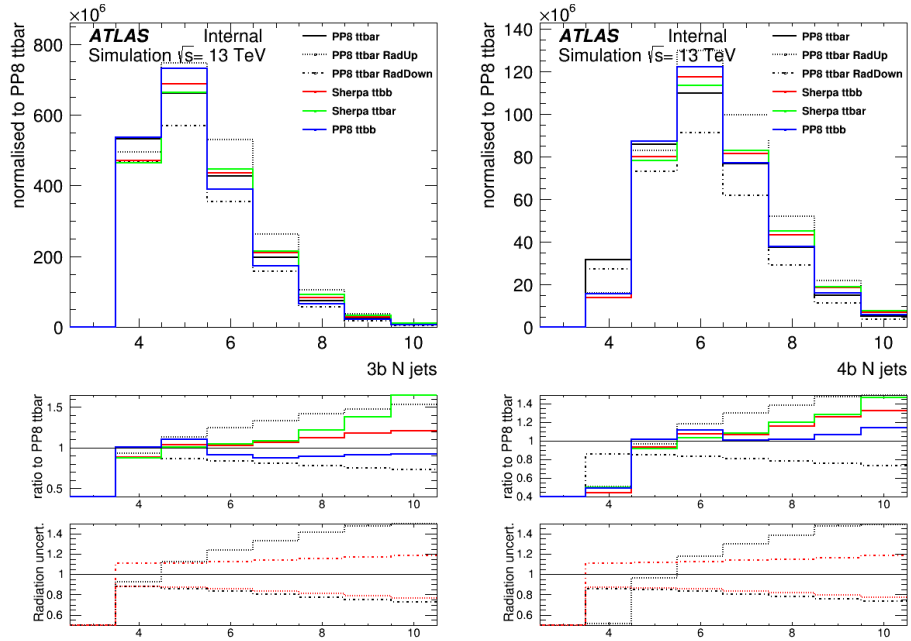 ×10⁶
ATLAS Internal
Simulation √s= 13 TeV
PP8 ttbar
PP8 ttbar RadUp
PP8 ttbar RadDown
Sherpa ttbb
Sherpa ttbar
PP8 ttbb
normalised to PP8 ttbar
800
600
400
200
0
4 6 8 10
3b N jets
ratio to PP8 ttbar
1.5
1
0.5
4 6 8 10
Radiation uncert.
1.4
1.2
1
0.8
0.6
4 6 8 10
×10⁶
ATLAS Internal
Simulation √s= 13 TeV
PP8 ttbar
PP8 ttbar RadUp
PP8 ttbar RadDown
Sherpa ttbb
Sherpa ttbar
PP8 ttbb
normalised to PP8 ttbar
140
120
100
80
60
40
20
0
4 6 8 10
4b N jets
ratio to PP8 ttbar
1.4
1.2
1
0.8
0.6
0.4
4 6 8 10
Radiation uncert.
1.4
1.2
1
0.8
0.6
4 6 8 10